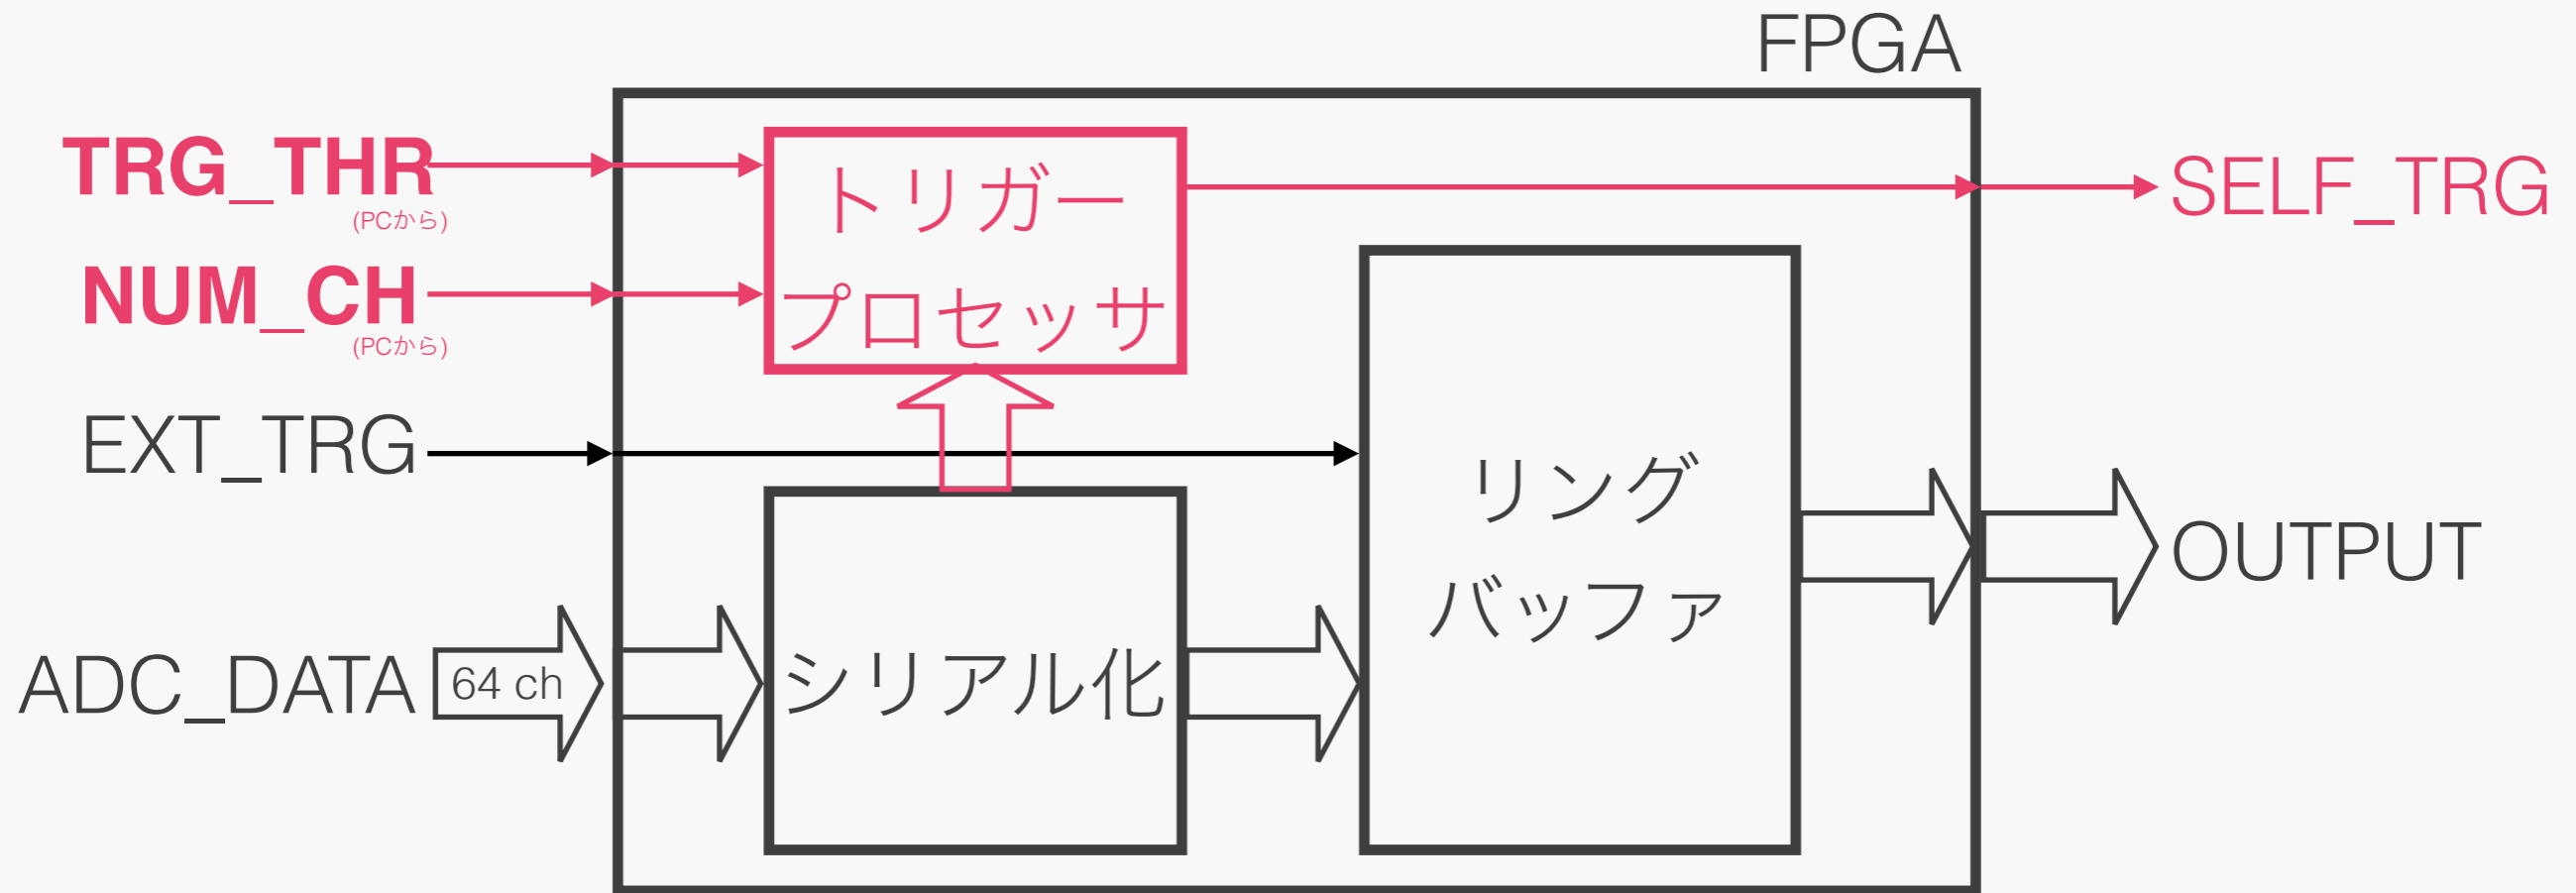 FPGA
TRG_THR
(PCから)
NUM_CH
(PCから)
EXT_TRG
ADC_DATA
64 ch
トリガー
プロセッサ
シリアル化
リング
バッファ
SELF_TRG
OUTPUT